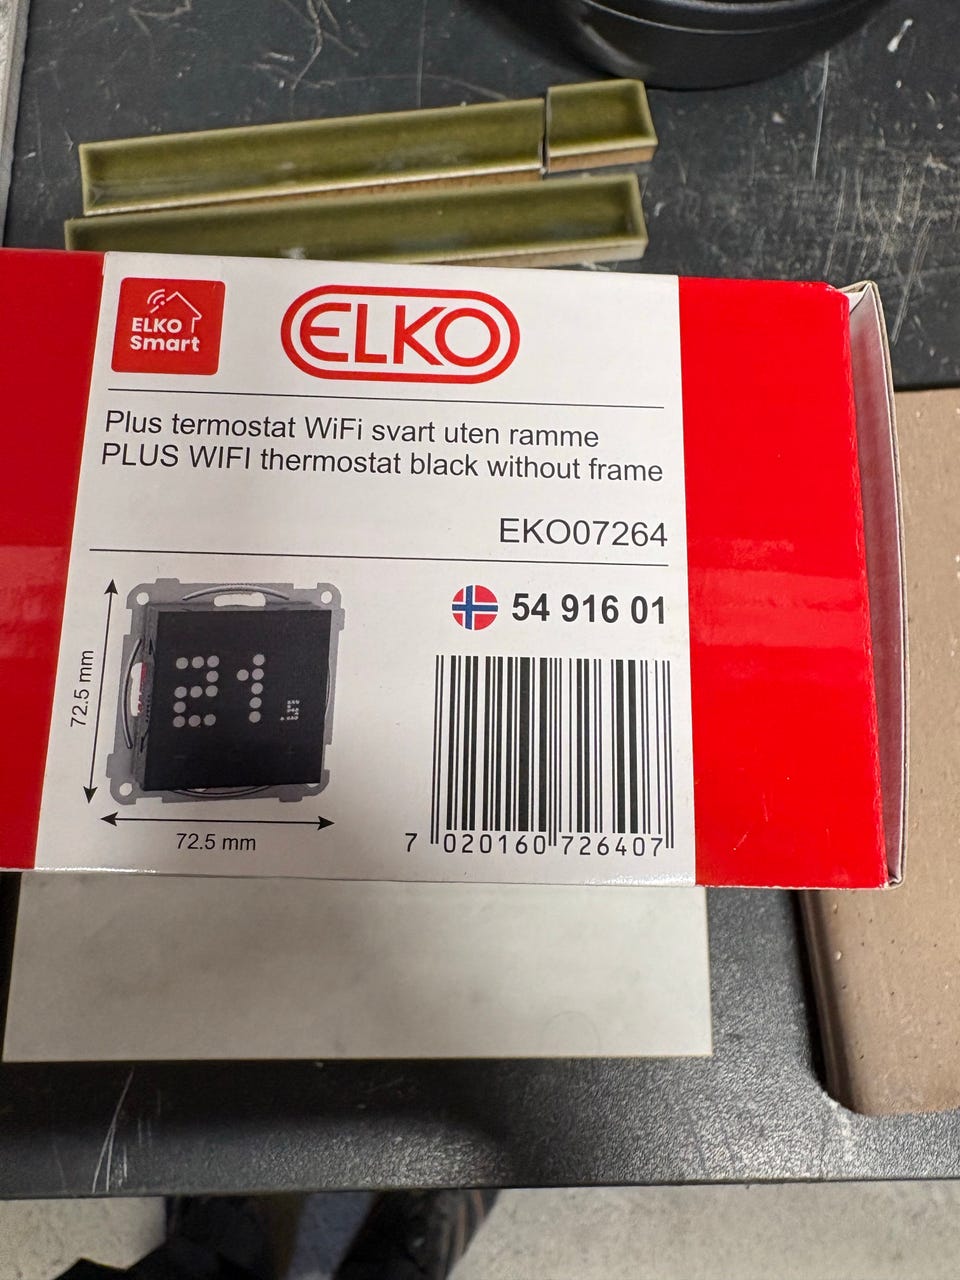 ELKO
Smart
ELKO
Plus termostat WiFi svart uten ramme
PLUS WIFI thermostat black without frame
EKO07264
54 916 01
72.5 mm
21
72.5 mm
7 020160 726407